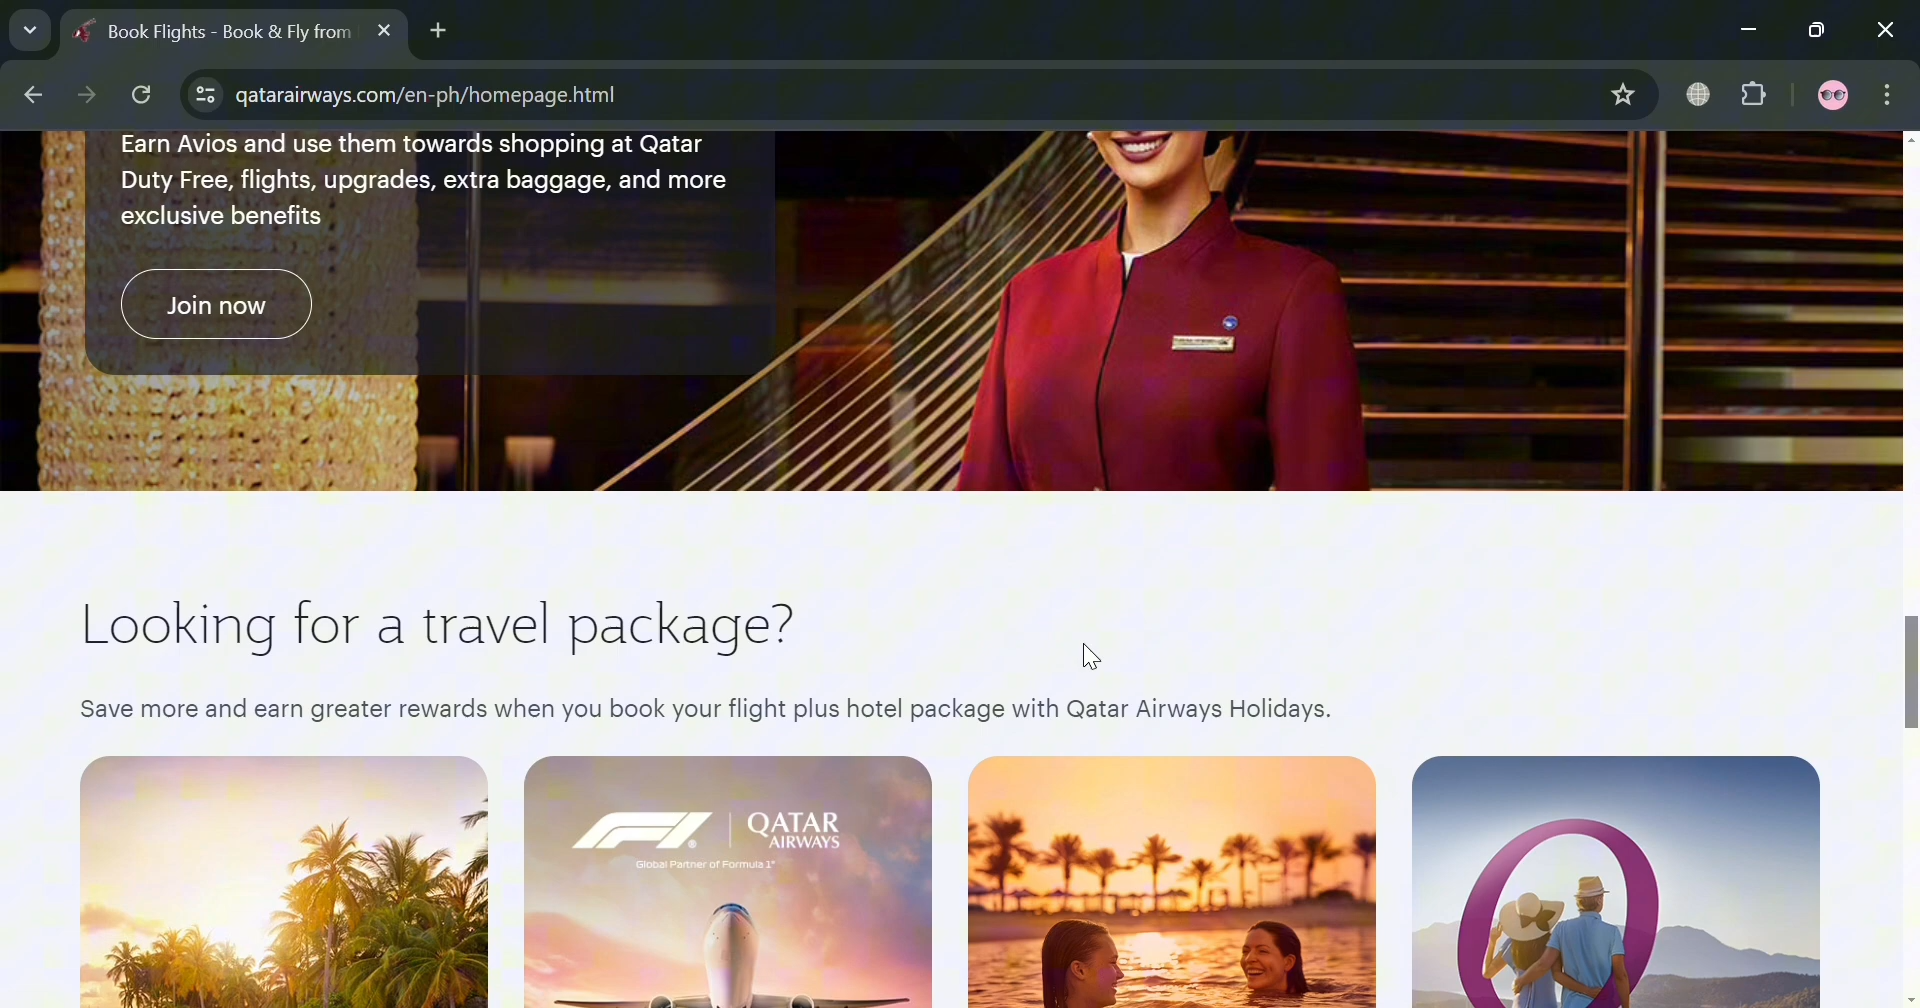 Book Flights - Book & Fly from
qatarairways.com/en-ph/homepage.html
Earn Avios and use them towards shopping at Qatar
Duty Free, flights, upgrades, extra baggage, and more
exclusive benefits
Join now
Looking for a travel package?
Save more and earn greater rewards when you book your flight plus hotel package with Qatar Airways Holidays.
F1 | QATAR
AIRWAYS
Global Partner of Formula 1®